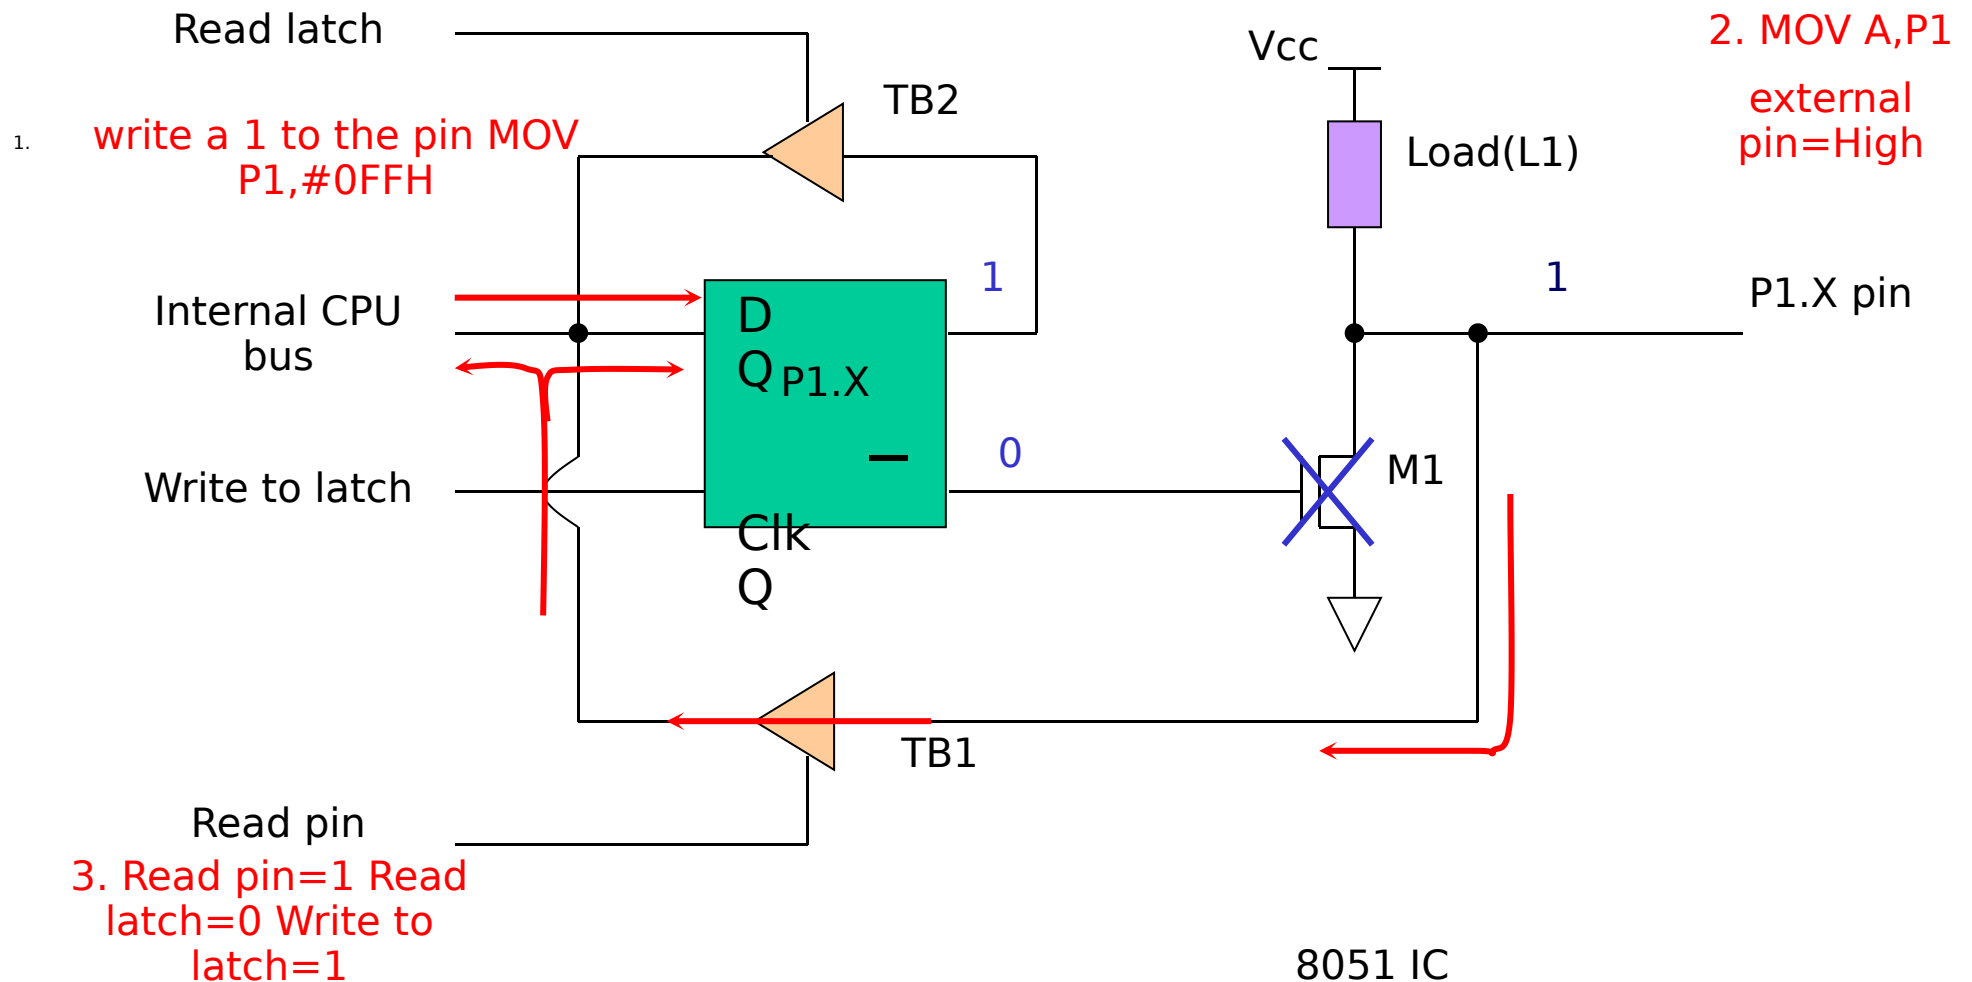 Read latch
Vcc
2. MOV A,P1
TB2
external
pin=High
1.
write a 1 to the pin MOV
P1,#0FFH
Load(L1)
1
1
P1.X pin
Internal CPU
bus
D
Q
P1.X
0
M1
Write to latch
Clk
Q
TB1
Read pin
3. Read pin=1 Read
latch=0 Write to
latch=1
8051 IC